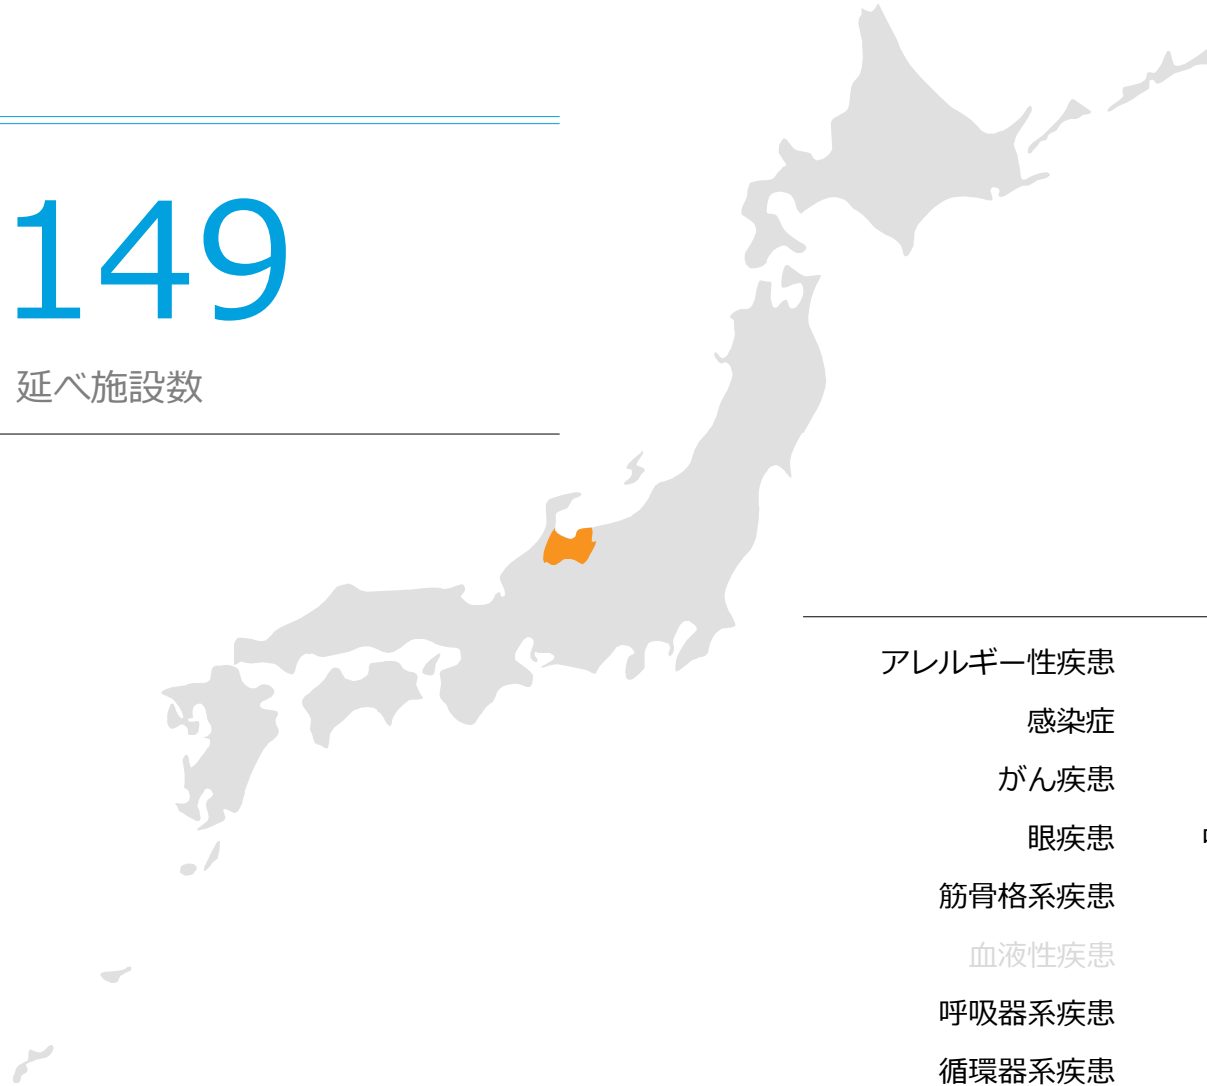 149
延べ施設数
アレルギー性疾患
感染症
がん疾患
眼疾患
筋骨格系疾患
血液性疾患
呼吸器系疾患
循環器系疾患